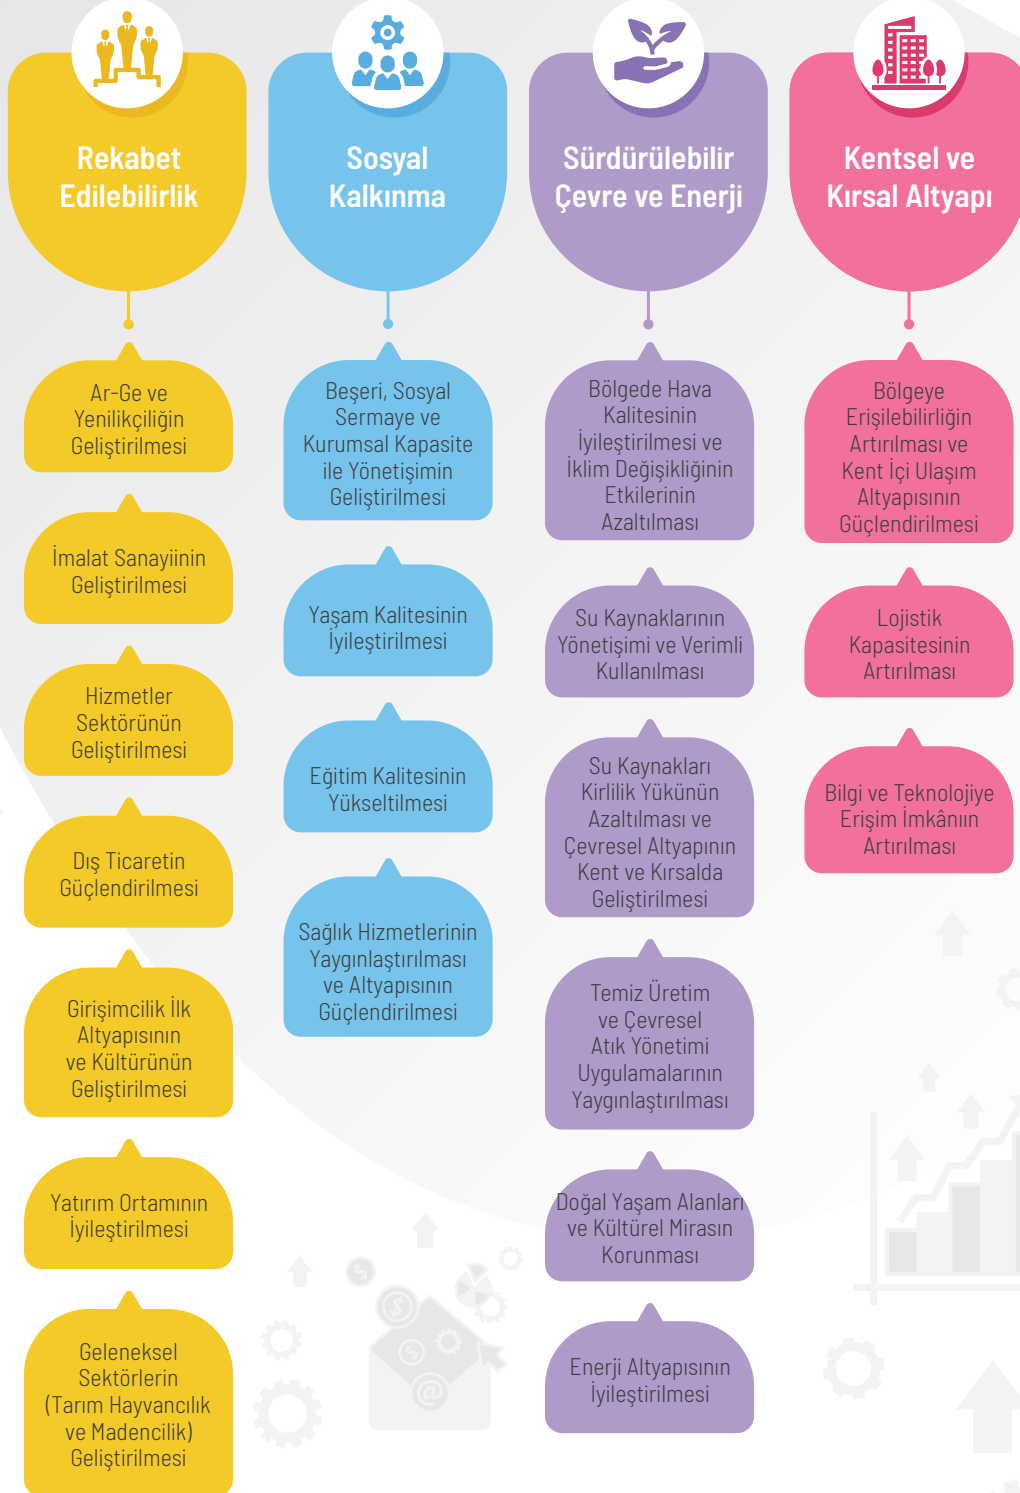 Rekabet
Edilebilirlik
Ar-Ge ve
Yenilikçiliğin
Geliştirilmesi
İmalat Sanayiinin
Geliştirilmesi
Hizmetler
Sektörünün
Geliştirilmesi
Dış Ticaretin
Güçlendirilmesi
Girişimcilik İlk
Altyapısının
ve Kültürünün
Geliştirilmesi
Yatırım Ortamının
İyileştirilmesi
Geleneksel
Sektörlerin
(Tarım Hayvancılık
ve Madencilik)
Geliştirilmesi
Sosyal
Kalkınma
Beşeri, Sosyal
Sermaye ve
Kurumsal Kapasite
ile Yönetişimin
Geliştirilmesi
Yaşam Kalitesinin
İyileştirilmesi
Eğitim Kalitesinin
Yükseltilmesi
Sağlık Hizmetlerinin
Yaygınlaştırılması
ve Altyapısının
Güçlendirilmesi
Sürdürülebilir
Çevre ve Enerji
Bölgede Hava
Kalitesinin
İyileştirilmesi ve
İklim Değişikliğinin
Etkilerinin
Azaltılması
Su Kaynaklarının
Yönetişimi ve Verimli
Kullanılması
Su Kaynakları
Kirlilik Yükünün
Azaltılması ve
Çevresel Altyapının
Kent ve Kırsalda
Geliştirilmesi
Temiz Üretim
ve Çevresel
Atık Yönetimi
Uygulamalarının
Yaygınlaştırılması
Doğal Yaşam Alanları
ve Kültürel Mirasın
Korunması
Enerji Altyapısının
İyileştirilmesi
Kentsel ve
Kırsal Altyapı
Bölgeye
Erişilebilirliğin
Artırılması ve
Kent İçi Ulaşım
Altyapısının
Güçlendirilmesi
Lojistik
Kapasitesinin
Artırılması
Bilgi ve Teknolojiye
Erişim İmkânıın
Artırılması